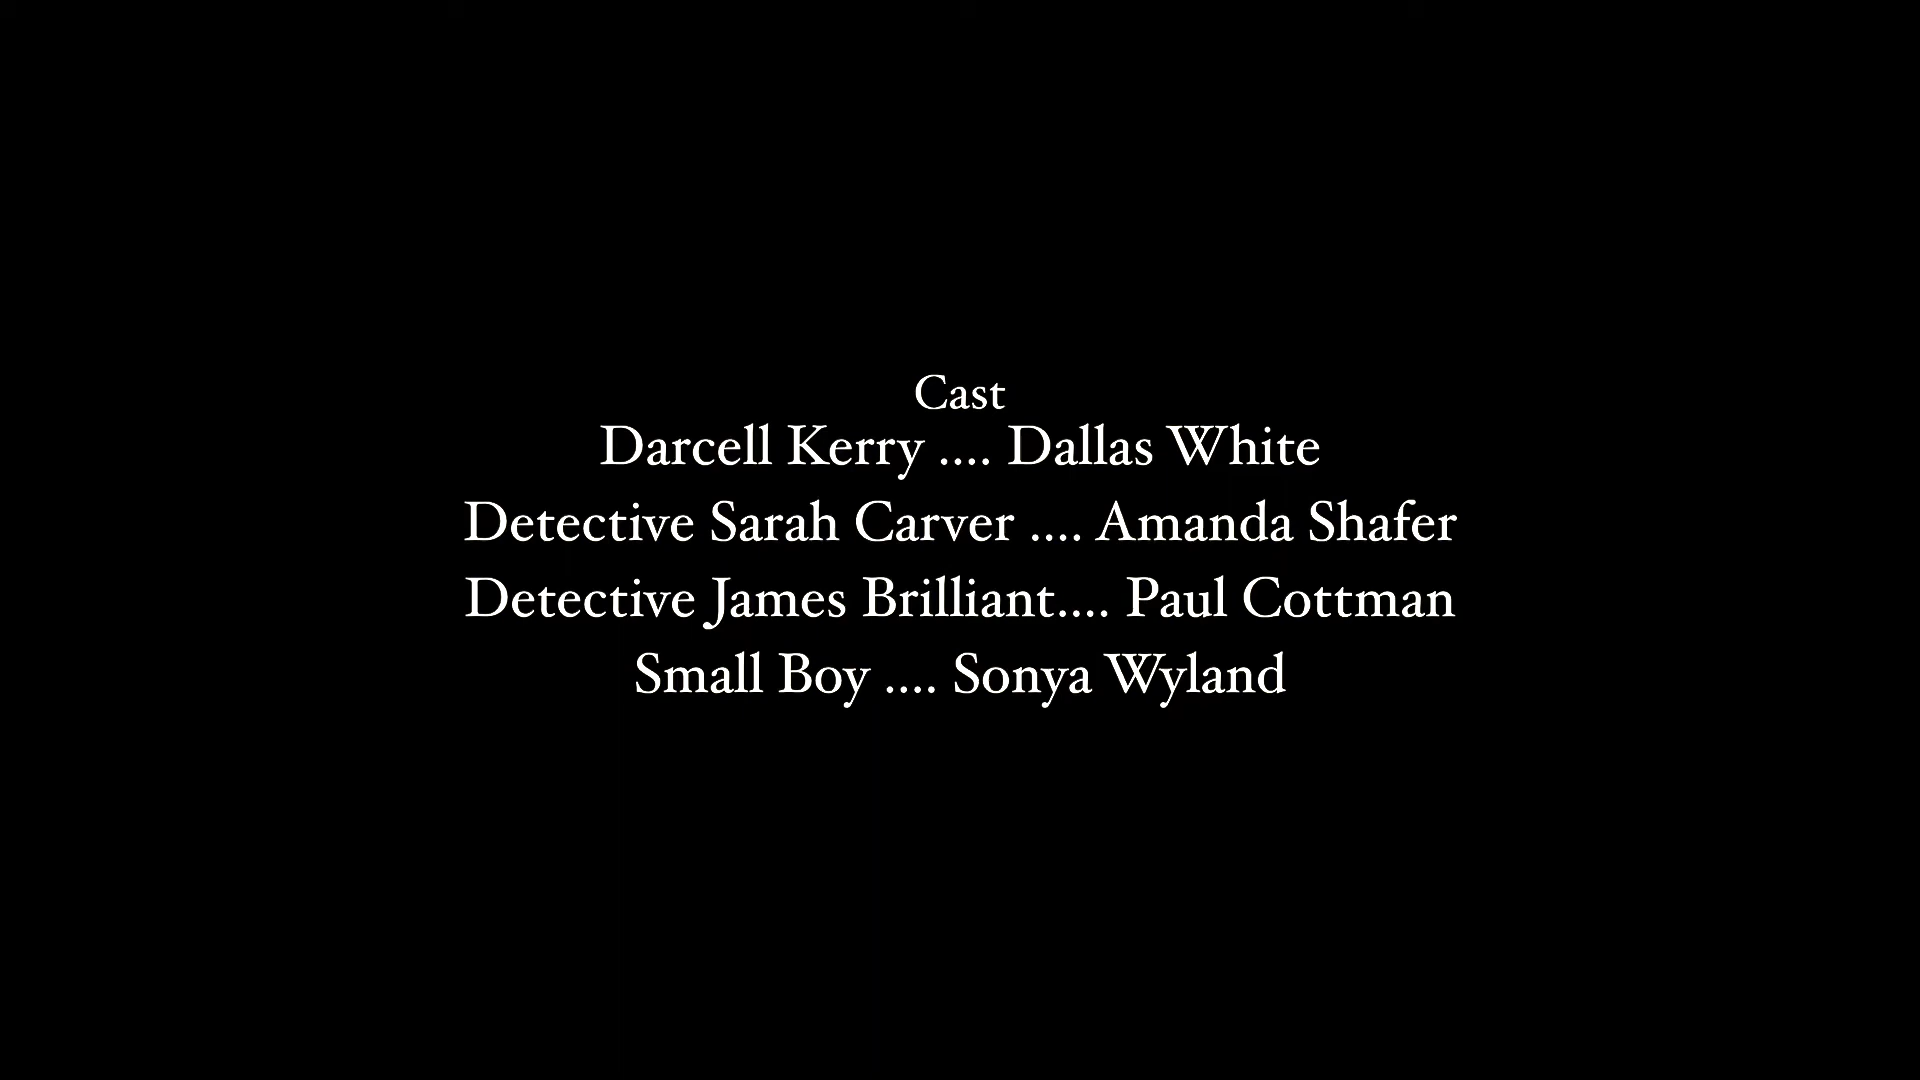 Cast
Darcell Kerry .... Dallas White
Detective Sarah Carver .... Amanda Shafer
Detective James Brilliant.... Paul Cottman
Small Boy .... Sonya Wyland